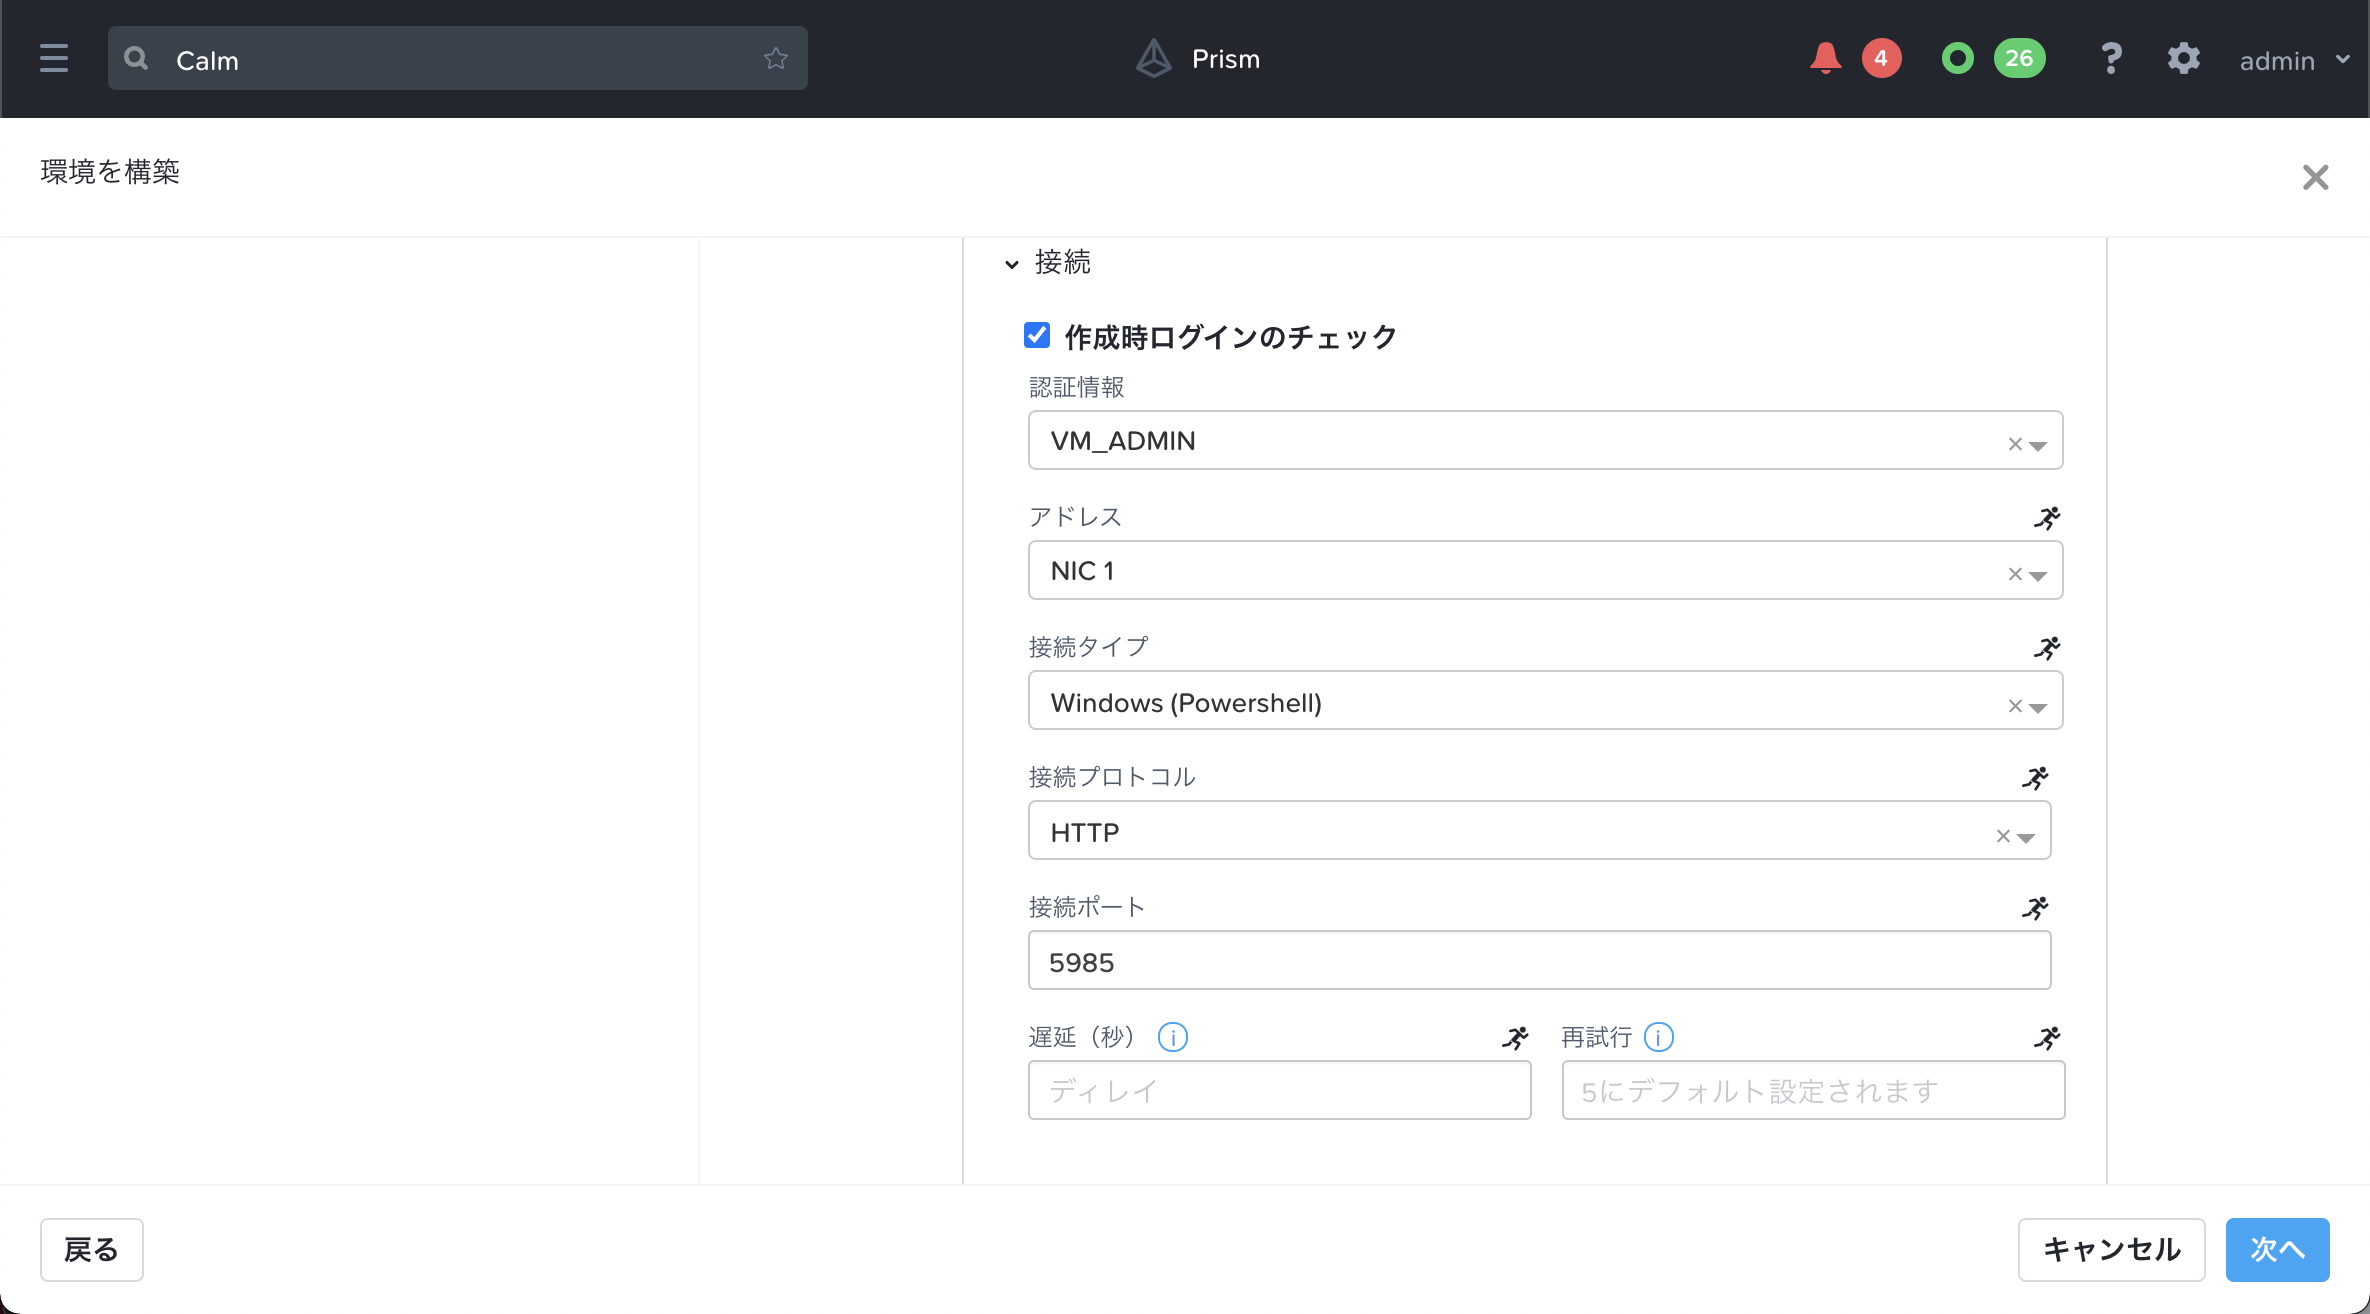 Calm
Prism
4
26
admin
環境を構築
接続
作成時ログインのチェック
認証情報
VM_ADMIN
アドレス
NIC 1
接続タイプ
Windows (Powershell)
接続プロトコル
HTTP
接続ポート
5985
遅延（秒） 再試行
ディレイ 5にデフォルト設定されます
戻る キャンセル 次へ